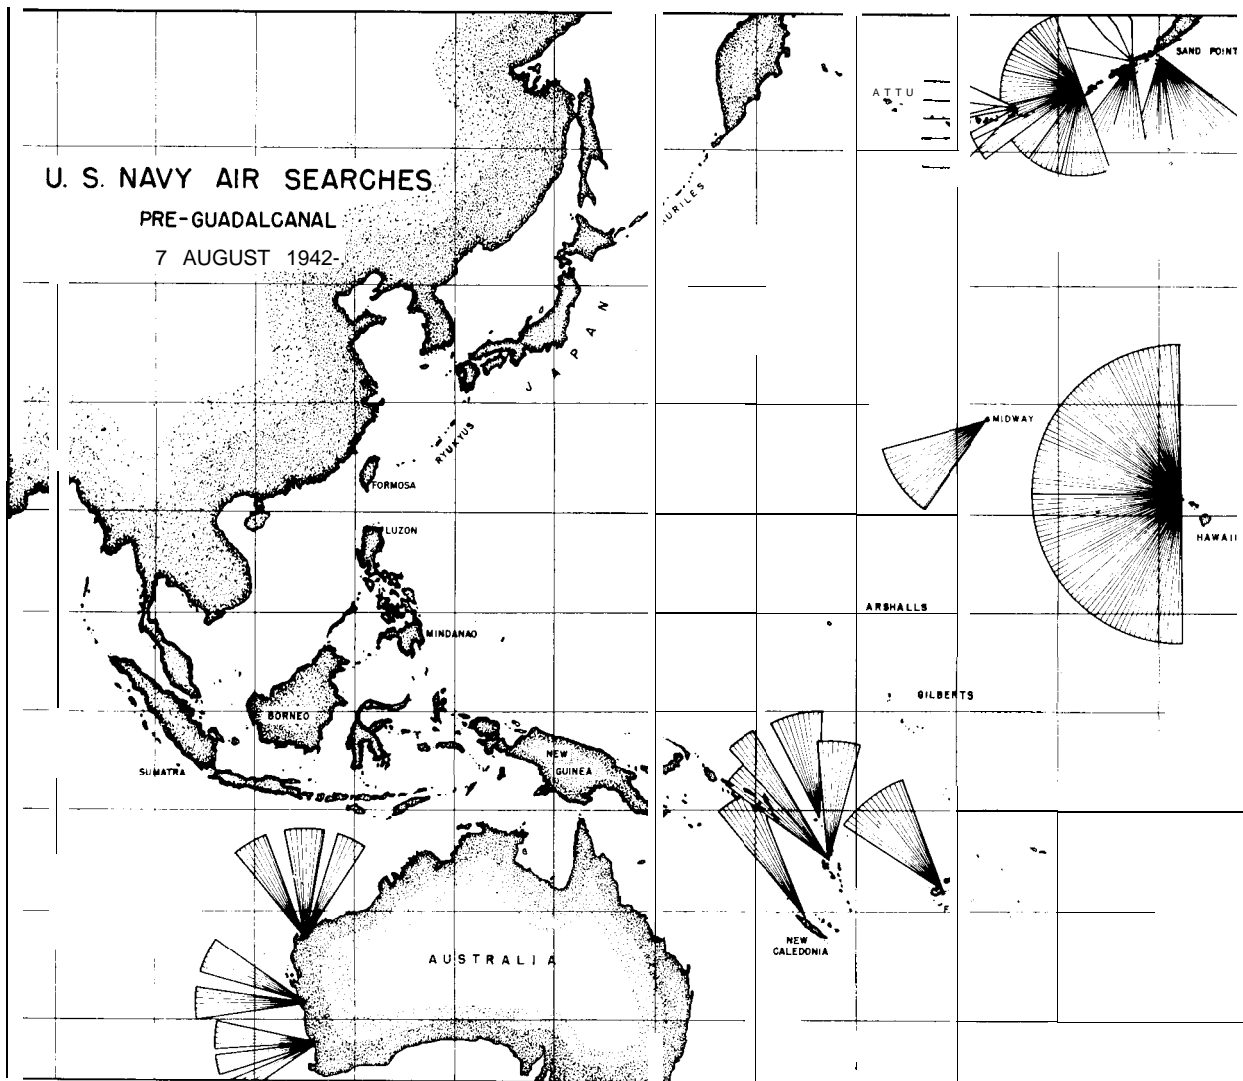 U. S. NAVY AIR SEARCHES
PRE-GUADALCANAL
7 AUGUST 1942-
SAND POINT
ATTU
URILES
JAPAN
MIDWAY
RYUKYUS
FORMOSA
LUZON
HAWAII
ARSHALLS
MINDANAO
GILBERTS
BORNEO
NEW
GUINEA
SUMATRA
F
NEW
CALEDONIA
AUSTRALIA